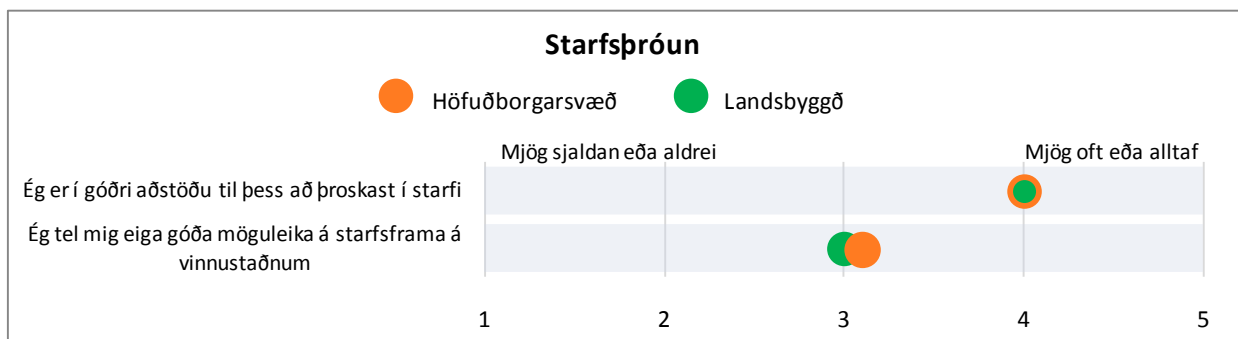 Starfsþróun
Höfuðborgarsvæð
Landsbyggð
Mjög sjaldan eða aldrei
Mjög oft eða alltaf
Ég er í góðri aðstöðu til þess að þroskast í starfi
Ég tel mig eiga góða möguleika á starfsframa á
vinnustaðnum
1
2
3
4
5